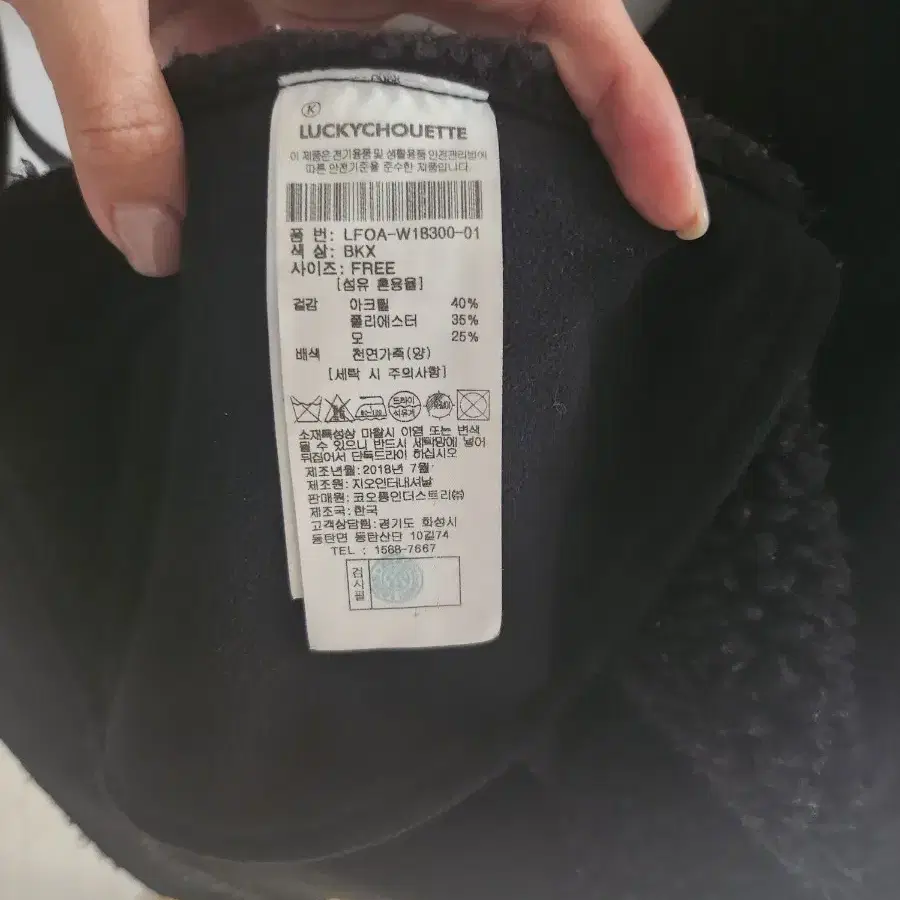 K
LUCKYCHOUETTE
이 제품은 전기용품 및 생활용품 안전관리법에
따른 안전기준을 준수한 제품입니다.
품 번: LFOA-W18300-01
색 상: BKX
사이즈: FREE
[섬유 혼용율]
겉감 아크릴 40%
폴리에스터 35%
모 25%
배색 천연가죽(양)
[세탁 시 주의사항]
드라이
석유계
소재특성상 마찰시 이염 또는 변색
될 수 있으니 반드시 세탁망에 넣어
뒤집어서 단독드라이 하십시오
제조년월:2018년 7월
제조원:지오인터내셔날
판매원:코오롱인더스트리㈜
제조국:한국
고객상담팀:경기도 화성시
동탄면 동탄산단 10길74
TEL : 1588-7667
검사필